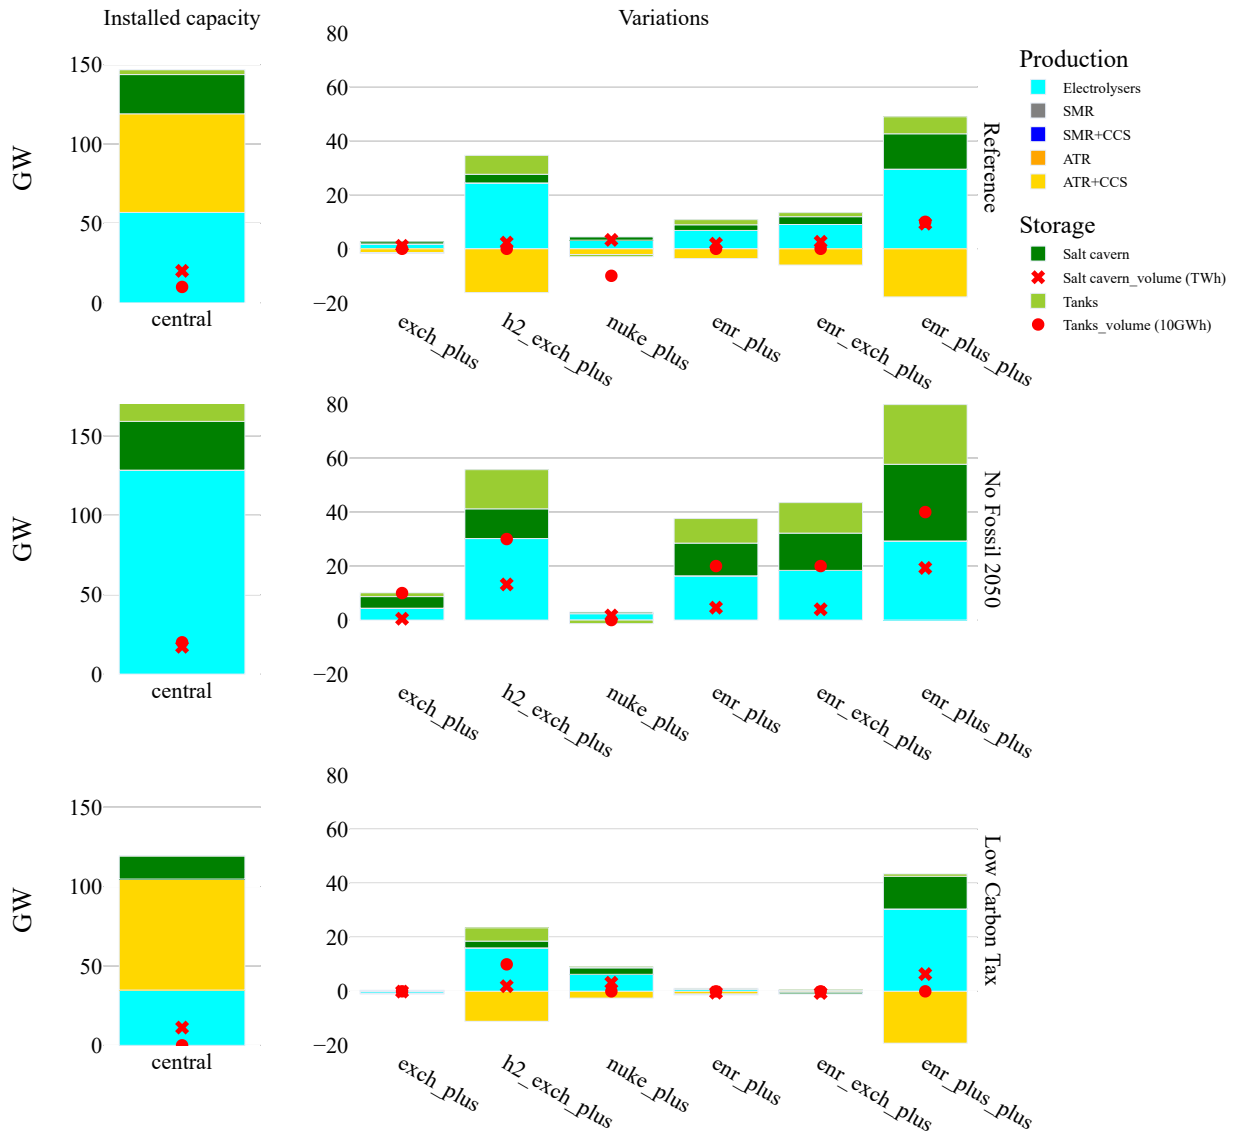 Installed capacity
Variations
GW
150
100
50
0
central
80
60
40
20
0
−20
exch_plus
h2_exch_plus
nuke_plus
enr_plus
enr_exch_plus
enr_plus_plus
Reference
Production
Electrolysers
SMR
SMR+CCS
ATR
ATR+CCS
Storage
Salt cavern
Salt cavern_volume (TWh)
Tanks
Tanks_volume (10GWh)
GW
150
100
50
0
central
80
60
40
20
0
−20
exch_plus
h2_exch_plus
nuke_plus
enr_plus
enr_exch_plus
enr_plus_plus
No Fossil 2050
GW
150
100
50
0
central
80
60
40
20
0
−20
exch_plus
h2_exch_plus
nuke_plus
enr_plus
enr_exch_plus
enr_plus_plus
Low Carbon Tax